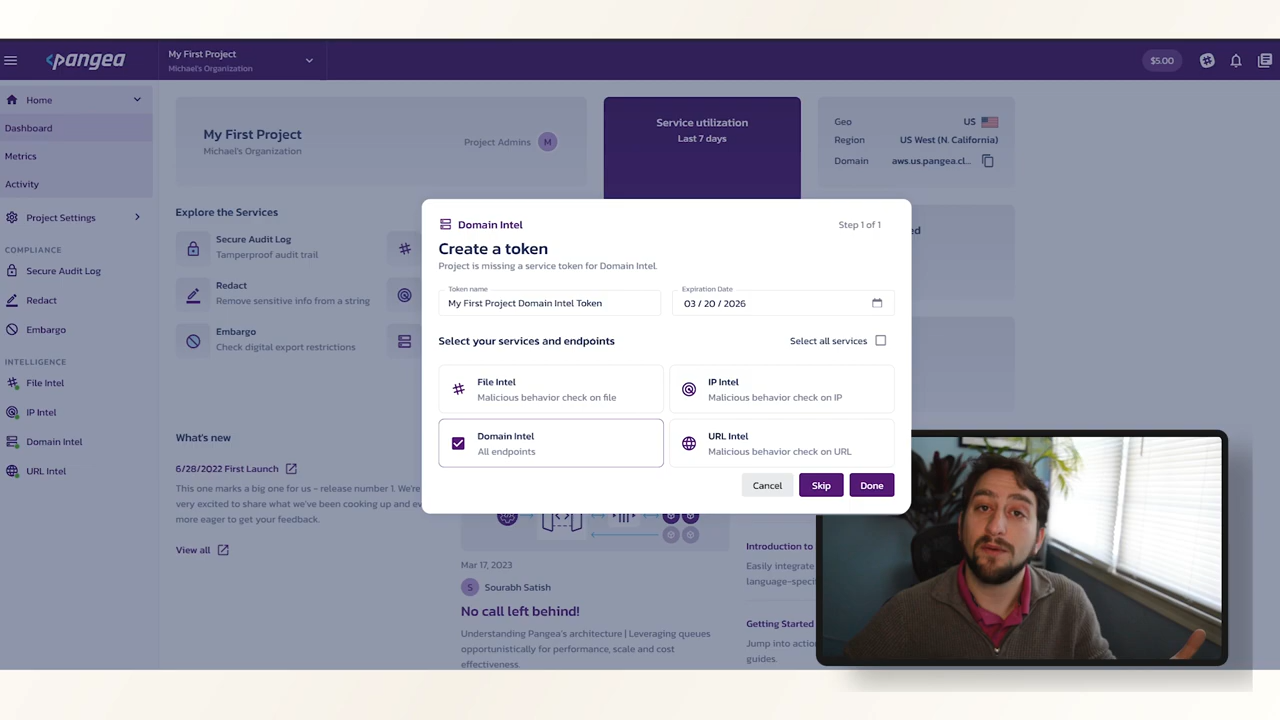 pangea
My First Project
Michael's Organization
$5.00
Home
Dashboard
Metrics
Activity
Project Settings
COMPLIANCE
Secure Audit Log
Redact
Embargo
INTELLIGENCE
File Intel
IP Intel
Domain Intel
URL Intel
My First Project
Michael's Organization
Project Admins
M
Service utilization
Last 7 days
Geo
US
Region
US West (N. California)
Domain
aws.us.pangea.cl...
Explore the Services
Secure Audit Log
Tamperproof audit trail
Redact
Remove sensitive info from a string
Embargo
Check digital export restrictions
What's new
6/28/2022 First Launch
This one marks a big one for us - release number 1. We're
very excited to share what we've been cooking up and ev
more eager to get your feedback.
View all
Domain Intel
Step 1 of 1
Create a token
Project is missing a service token for Domain Intel.
Token name
My First Project Domain Intel Token
Expiration Date
03 / 20 / 2026
Select your services and endpoints
Select all services
File Intel
Malicious behavior check on file
IP Intel
Malicious behavior check on IP
Domain Intel
All endpoints
URL Intel
Malicious behavior check on URL
Cancel
Skip
Done
ed
Mar 17, 2023
S
Sourabh Satish
No call left behind!
Understanding Pangea's architecture | Leveraging queues
opportunistically for performance, scale and cost
effectiveness.
Introduction to
Easily integrate
language-speci
Getting Started
Jump into actio
guides.